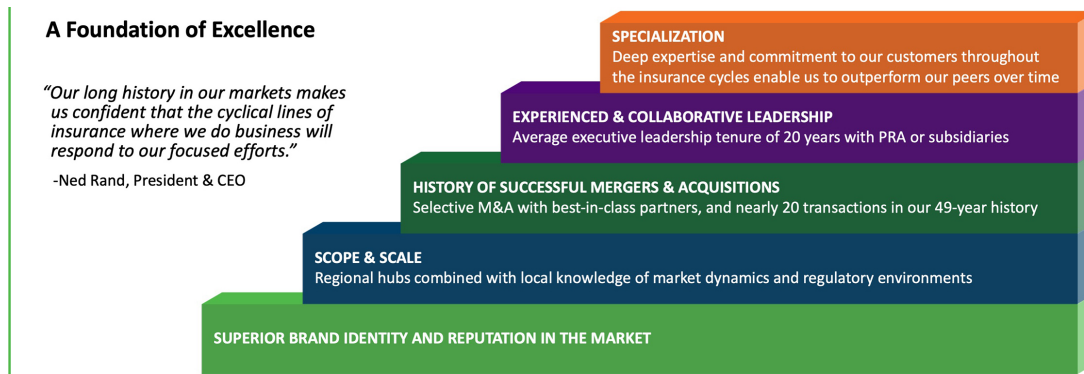 A Foundation of Excellence
“Our long history in our markets makes
us confident that the cyclical lines of
insurance where we do business will
respond to our focused efforts.”
-Ned Rand, President & CEO
SPECIALIZATION
Deep expertise and commitment to our customers throughout
the insurance cycles enable us to outperform our peers over time
EXPERIENCED & COLLABORATIVE LEADERSHIP
Average executive leadership tenure of 20 years with PRA or subsidiaries
HISTORY OF SUCCESSFUL MERGERS & ACQUISITIONS
Selective M&A with best-in-class partners, and nearly 20 transactions in our 49-year history
SCOPE & SCALE
Regional hubs combined with local knowledge of market dynamics and regulatory environments
SUPERIOR BRAND IDENTITY AND REPUTATION IN THE MARKET